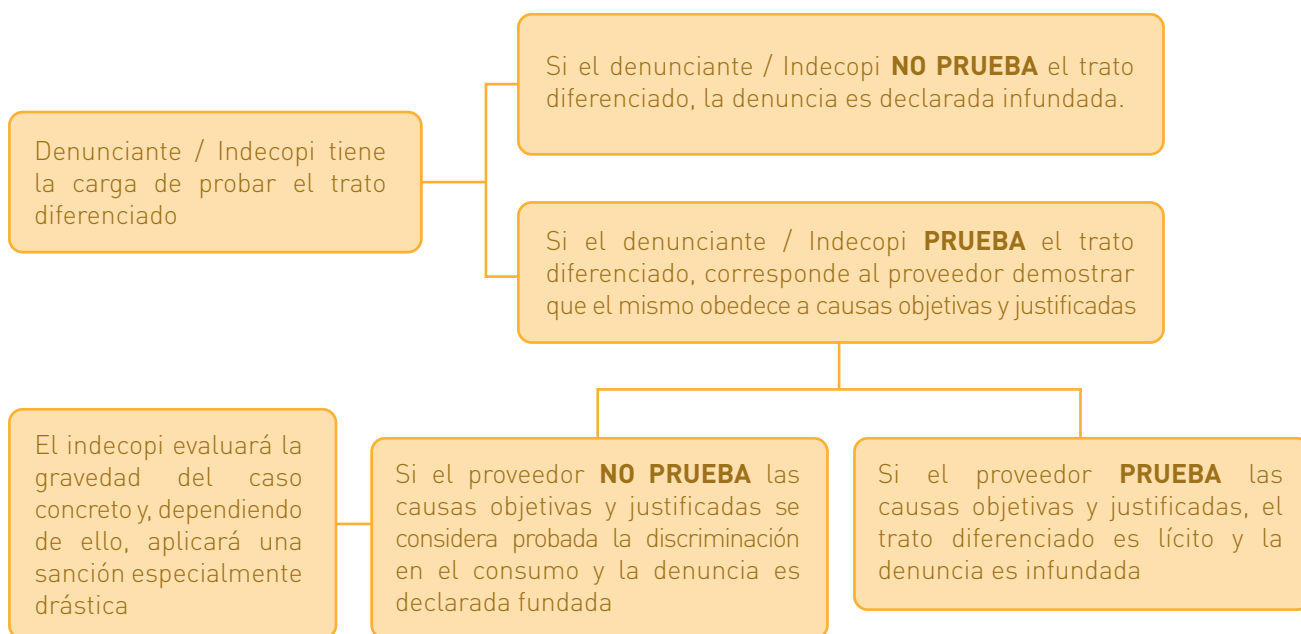 Si el denunciante / Indecopi NO PRUEBA el trato
diferenciado, la denuncia es declarada infundada.
Denunciante / Indecopi tiene
la carga de probar el trato
diferenciado
Si el denunciante / Indecopi PRUEBA el trato
diferenciado, corresponde al proveedor demostrar
que el mismo obedece a causas objetivas y justificadas
El indecopi evaluará la
gravedad del caso
concreto y, dependiendo
de ello, aplicará una
sanción especialmente
drástica
Si el proveedor NO PRUEBA las
causas objetivas y justificadas se
considera probada la discriminación
en el consumo y la denuncia es
declarada fundada
Si el proveedor PRUEBA las
causas objetivas y justificadas, el
trato diferenciado es lícito y la
denuncia es infundada